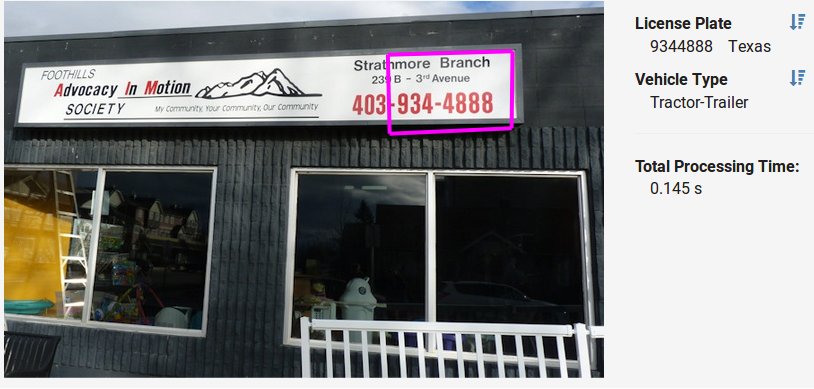 FOOTHILLS
Advocacy In Motion
SOCIETY
My Community, Your Community, Our Community
Strathmore Branch
239 B - 3rd Avenue
403-934-4888
License Plate
9344888 Texas
Vehicle Type
Tractor-Trailer
Total Processing Time:
0.145 s